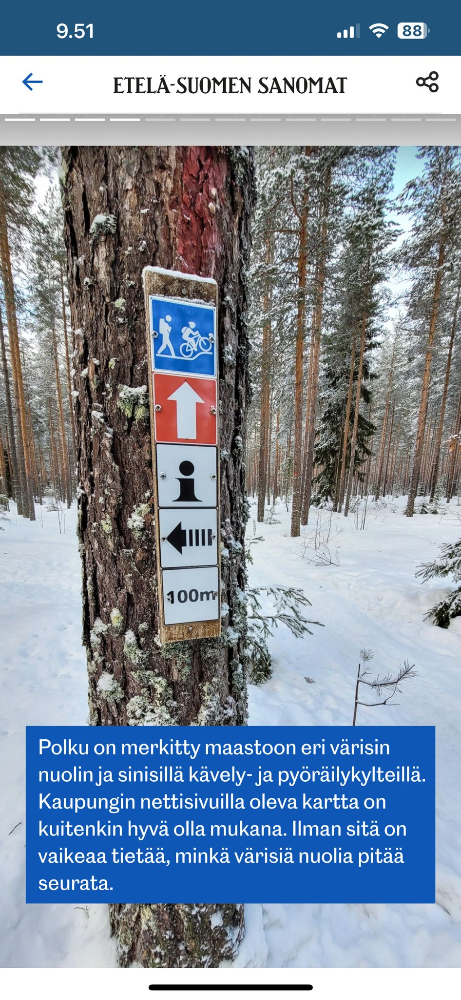 9.51
88
ETELÄ-SUOMEN SANOMAT
i
100m
Polku on merkitty maastoon eri värisin
nuolin ja sinisillä kävely- ja pyöräilykylteillä.
Kaupungin nettisivuilla oleva kartta on
kuitenkin hyvä olla mukana. Ilman sitä on
vaikeaa tietää, minkä värisiä nuolia pitää
seurata.